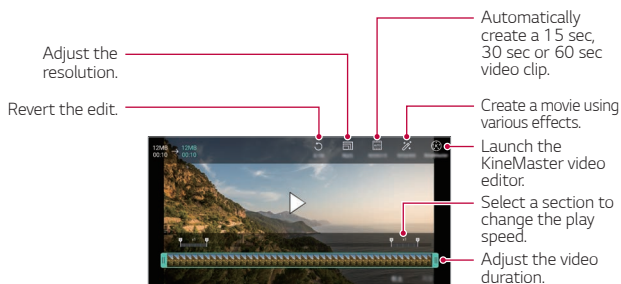 Adjust the
resolution.
Revert the edit.
Automatically
create a 15 sec,
30 sec or 60 sec
video clip.
Create a movie using
various effects.
Launch the
KineMaster video
editor.
Select a section to
change the play
speed.
Adjust the video
duration.
12MB → 12MB
00:10 00:10